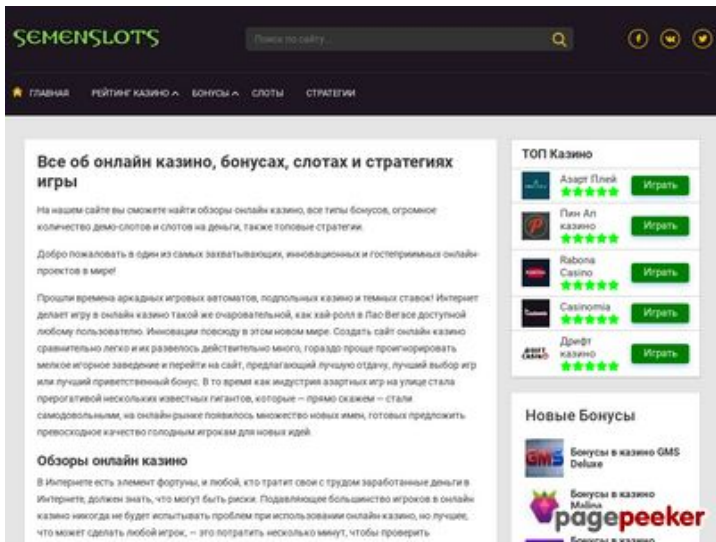 SEMENSLOTS
Поиск по сайту...
ГЛАВНАЯ РЕЙТИНГ КАЗИНО БОНУСЫ СЛОТЫ СТРАТЕГИИ
Все об онлайн казино, бонусах, слотах и стратегиях
игры
На нашем сайте вы сможете найти обзоры онлайн казино, все типы бонусов, огромное
количество демо-слотов и слотов на деньги, также топовые стратегии.
Добро пожаловать в один из самых захватывающих, инновационных и гостеприимных онлайн-
проектов в мире!
Прошли времена аркадных игровых автоматов, подпольных казино и темных ставок! Интернет
делает игру в онлайн казино такой же очаровательной, как хай-ролл в Лас-Вегасе доступной
любому пользователю. Инновации повсюду в этом новом мире. Создать сайт онлайн казино
сравнительно легко и их развелось действительно много, гораздо проще проигнорировать
мелкое игорное заведение и перейти на сайт, предлагающий лучшую отдачу, лучший выбор игр
или лучший приветственный бонус. В то время как индустрия азартных игр на улице стала
прерогативой нескольких известных гигантов, которые — прямо скажем — стали
самодовольными, на онлайн-рынке появилось множество новых имен, готовых предложить
превосходное качество голодным игрокам для новых идей.
Обзоры онлайн казино
В Интернете есть элемент фортуны, и любой, кто тратит свои с трудом заработанные деньги в
Интернете, должен знать, что могут быть риски. Подавляющее большинство игроков в онлайн
казино никогда не будет испытывать проблем при использовании онлайн-казино, но лучшее,
что может сделать любой игрок, — это потратить несколько минут, чтобы проверить
ТОП Казино
Азарт Плей
Играть
Пин Ап
казино
Играть
Rabona
Casino
Играть
Casinomia
Играть
Дрифт
казино
Играть
Новые Бонусы
GMS
Бонусы в казино GMS
Deluxe
Бонусы в казино
Малина
pagepeeker
Бонусы в казино